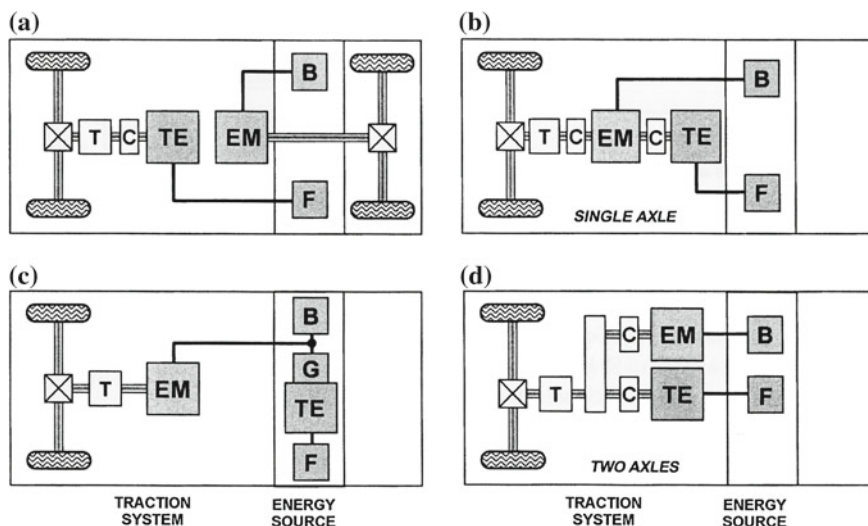 (a)
B
T C TE EM
F
(b)
B
T C EM C TE
F
SINGLE AXLE
(c)
B
G
T EM
TE
F
TRACTION
SYSTEM
ENERGY
SOURCE
(d)
C EM B
T C TE F
TWO AXLES
TRACTION
SYSTEM
ENERGY
SOURCE